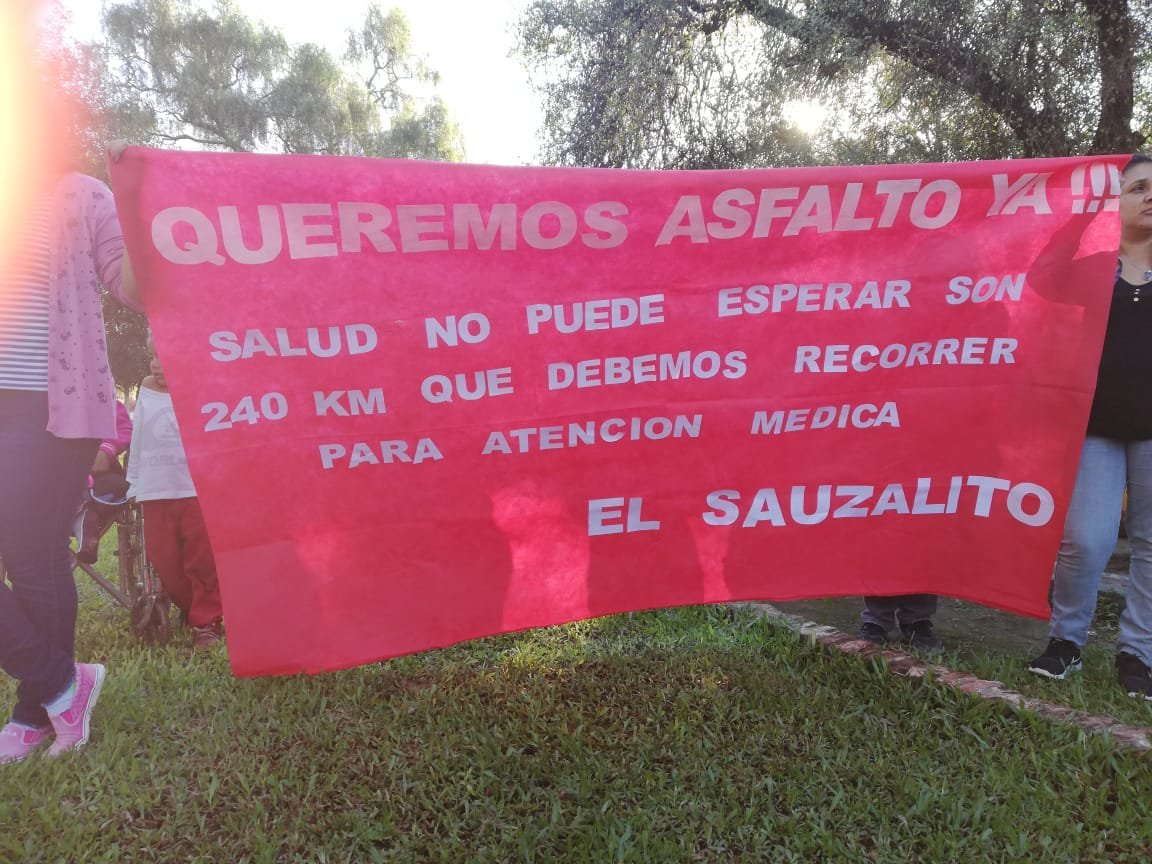 QUEREMOS ASFALTO YA !!!
SALUD NO PUEDE ESPERAR SON
240 KM QUE DEBEMOS RECORRER
PARA ATENCION MEDICA
EL SAUZALITO